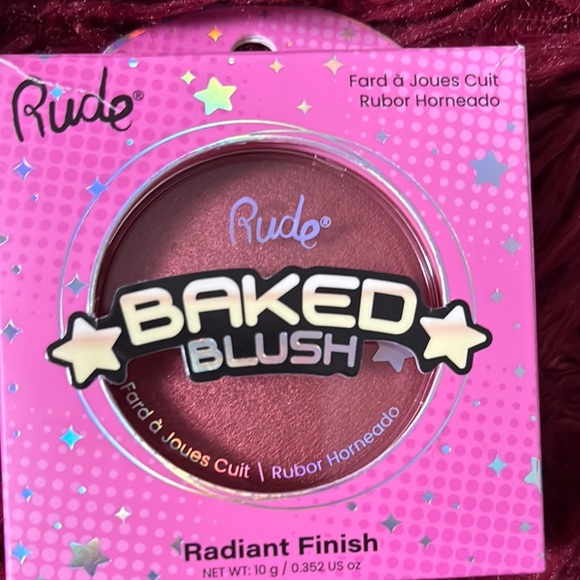 Rude®
Fard à Joues Cuit
Rubor Horneado
Rude®
BAKED
BLUSH
Fard à Joues Cuit | Rubor Horneado
Radiant Finish
NET WT: 10 g / 0.352 US oz